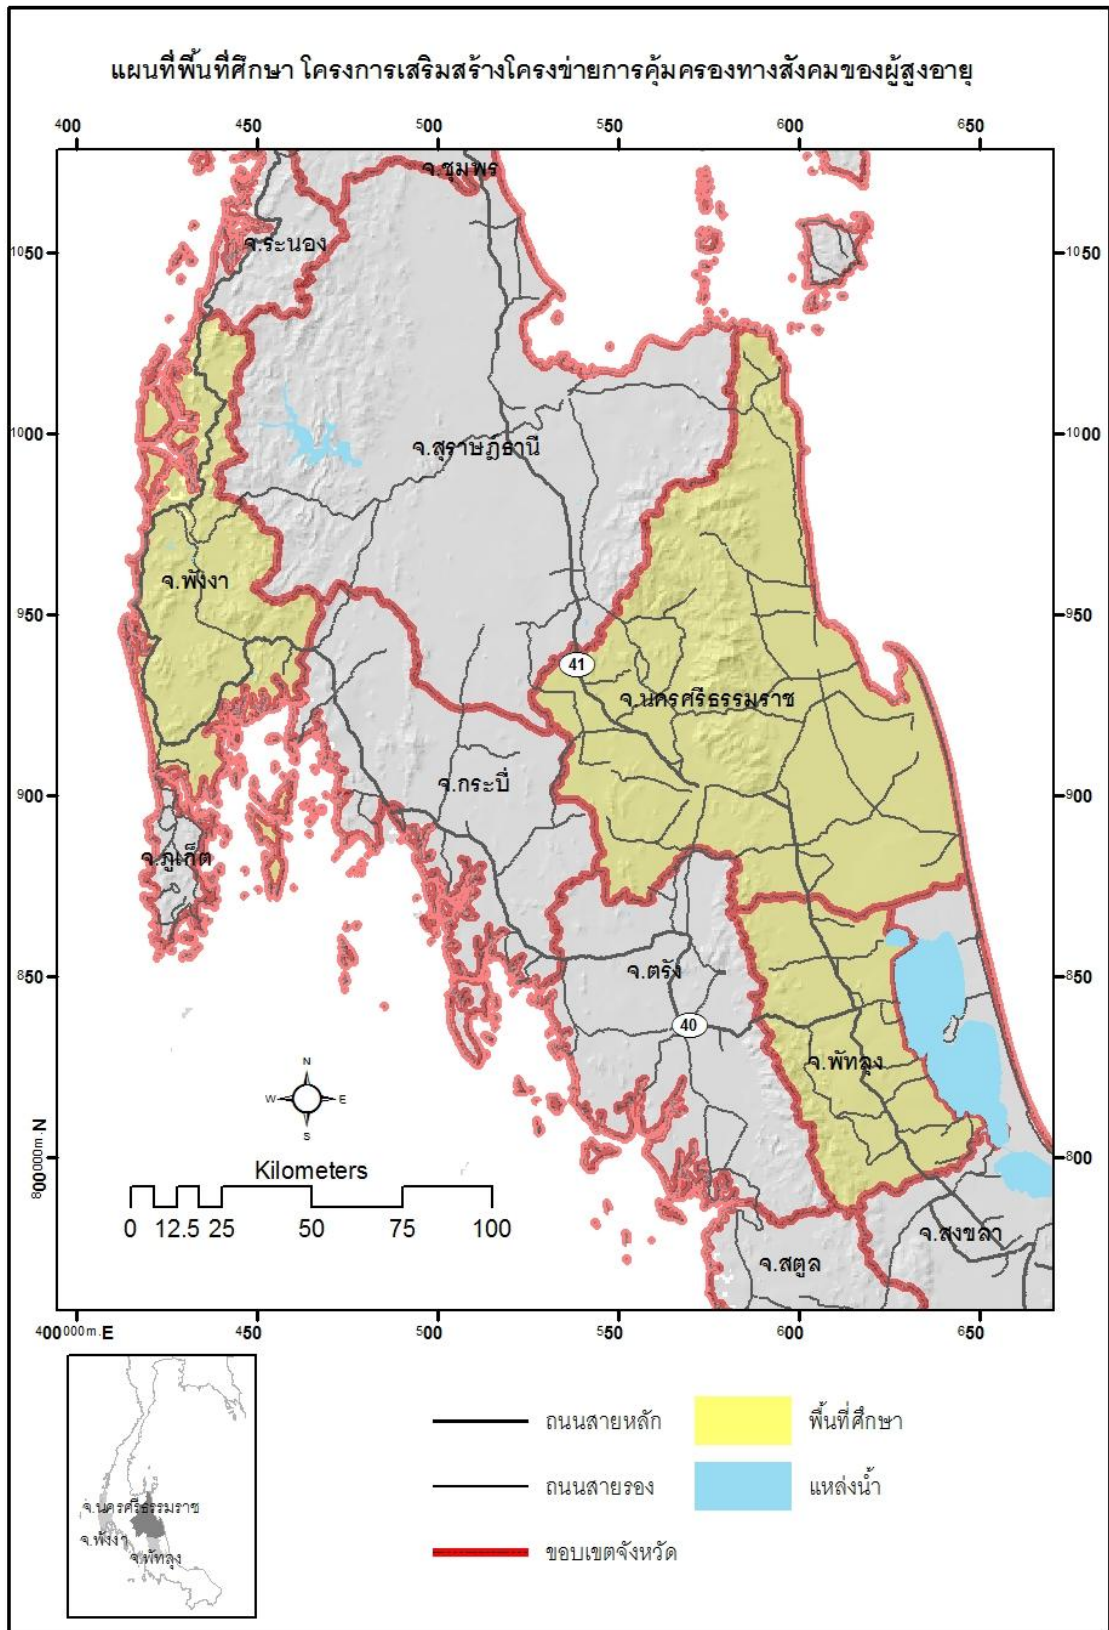 แผนที่พื้นที่ศึกษา โครงการเสริมสร้างโครงข่ายการคุ้มครองทางสังคมของผู้สูงอายุ
400 450 500 550 600 650
จ.ชุมพร
จ.ระนอง
1050 1050
1000 1000
จ.สุราษฎ์ธานี
จ.พังงา
950 950
41
จ.นครศรีธรรมราช
จ.กระบี่
900 900
จ.ภูเก็ต
850 850
จ.ตรัง
40
จ.พัทลุง
N
W E
S
800000m. N 800
Kilometers
0 12.5 25 50 75 100
จ.สงขลา
จ.สตูล
400000m. E 450 500 550 600 650
ถนนสายหลัก พื้นที่ศึกษา
ถนนสายรอง แหล่งน้ำ
ขอบเขตจังหวัด
จ.นครศรีธรรมราช
จ.พังงา
จ.พัทลุง